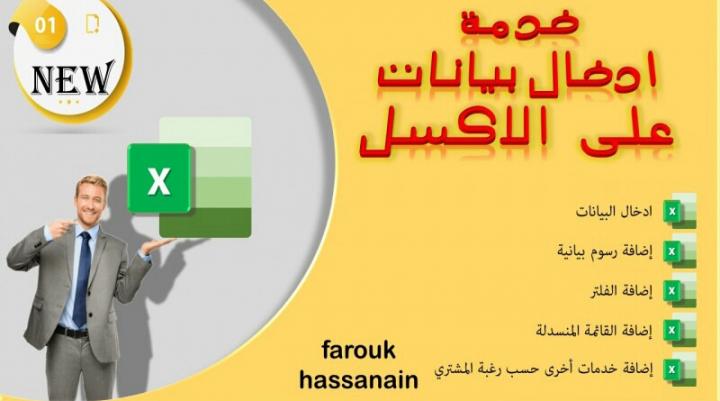 01
NEW
خدمة
ادخال بيانات
على الاكسل
X
ادخال البيانات
إضافة رسوم بيانية
إضافة الفلتر
إضافة القائمة المنسدلة
إضافة خدمات أخرى حسب رغبة المشتري
X
X
X
X
X
farouk
hassanain